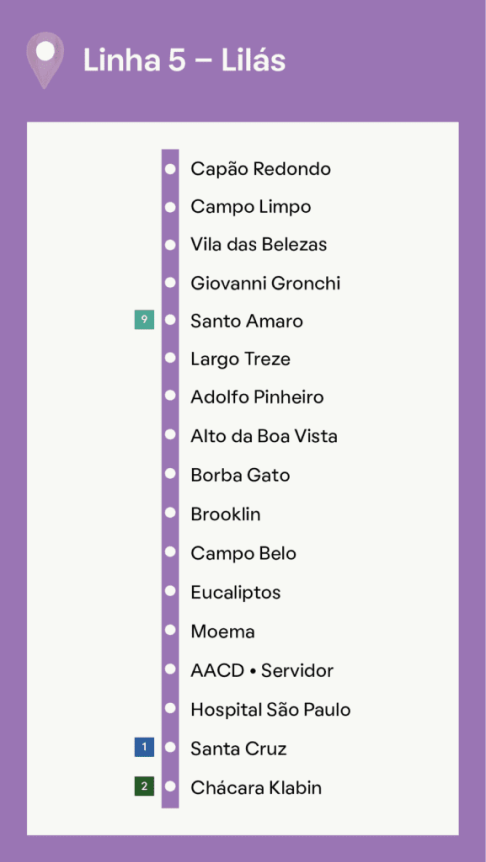 Linha 5 – Lilás
Capão Redondo
Campo Limpo
Vila das Belezas
Giovanni Gronchi
9 Santo Amaro
Largo Treze
Adolfo Pinheiro
Alto da Boa Vista
Borba Gato
Brooklin
Campo Belo
Eucaliptos
Moema
AACD • Servidor
Hospital São Paulo
1 Santa Cruz
2 Chácara Klabin